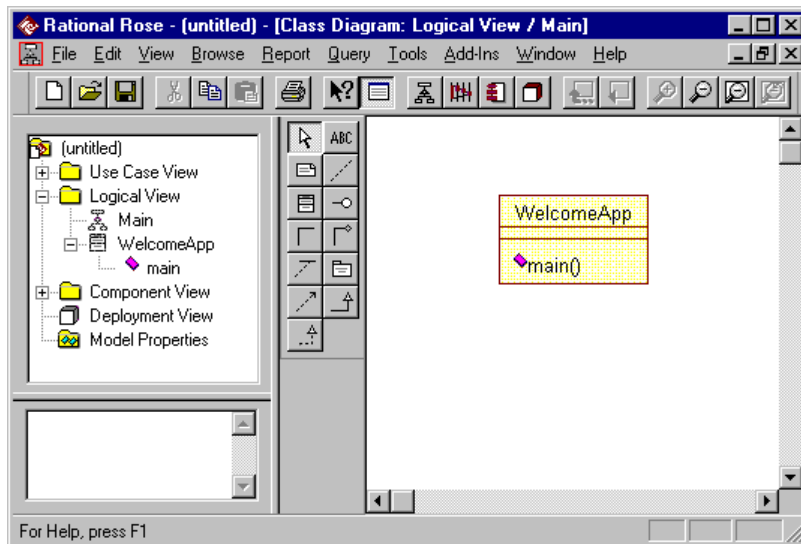 Rational Rose - (untitled) - [Class Diagram: Logical View / Main]
File Edit View Browse Report Query Tools Add-Ins Window Help
ABC
(untitled)
Use Case View
Logical View
Main
WelcomeApp
main
Component View
Deployment View
Model Properties
WelcomeApp
main()
For Help, press F1